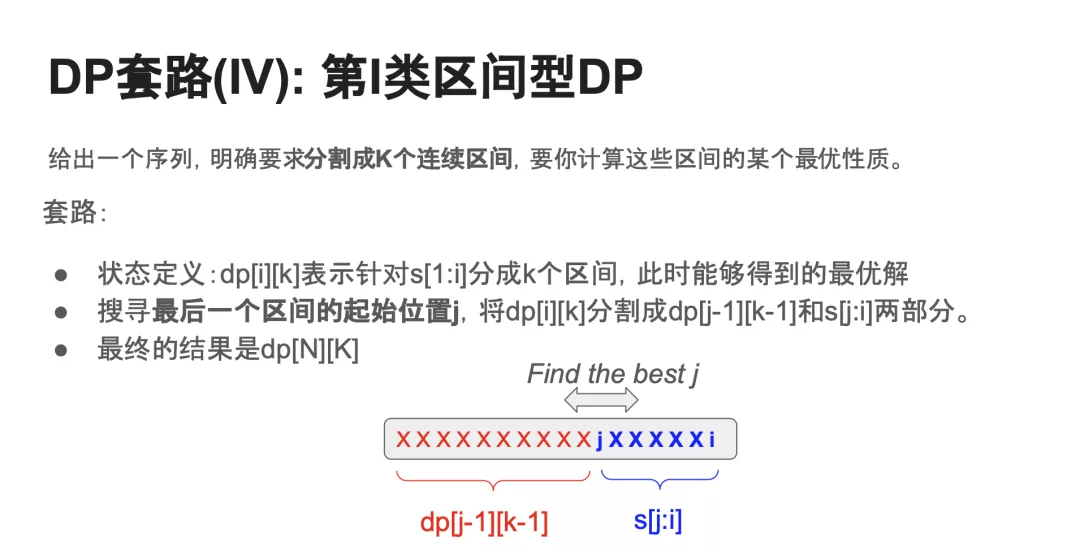 DP套路(IV): 第I类区间型DP
给出一个序列，明确要求分割成K个连续区间，要你计算这些区间的某个最优性质。
套路：
● 状态定义：dp[i][k]表示针对s[1:i]分成k个区间，此时能够得到的最优解
● 搜寻最后一个区间的起始位置j，将dp[i][k]分割成dp[j-1][k-1]和s[j:i]两部分。
● 最终的结果是dp[N][K]
Find the best j
X X X X X X X X X X j X X X X X i
dp[j-1][k-1] s[j:i]